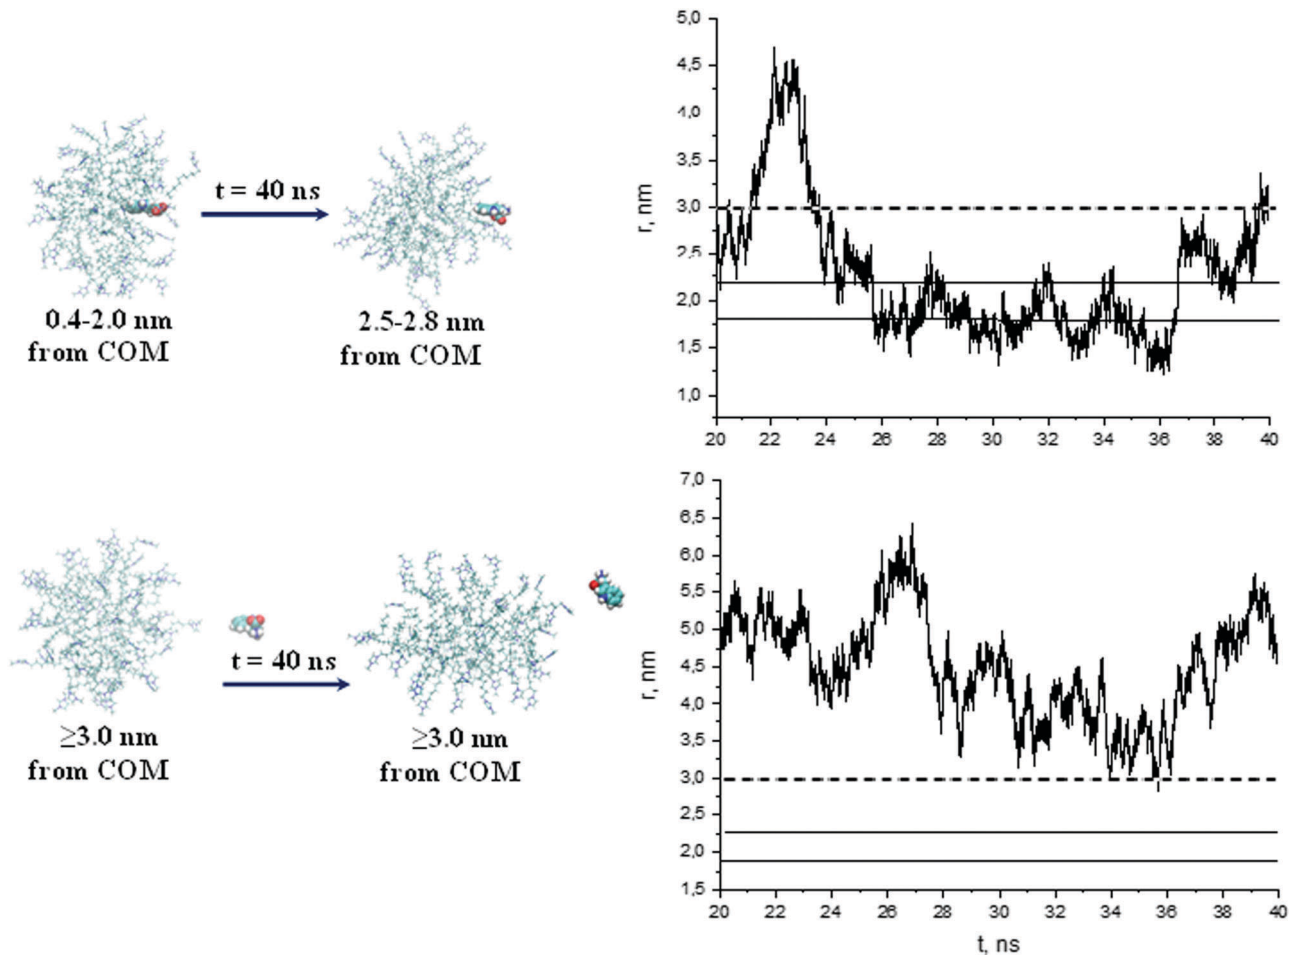 t = 40 ns
0.4-2.0 nm
from COM
2.5-2.8 nm
from COM
5,0
4,5
4,0
3,5
3,0
2,5
2,0
1,5
1,0
r, nm
20 22 24 26 28 30 32 34 36 38 40
t = 40 ns
≥3.0 nm
from COM
≥3.0 nm
from COM
7,0
6,5
6,0
5,5
5,0
4,5
4,0
3,5
3,0
2,5
2,0
1,5
r, nm
20 22 24 26 28 30 32 34 36 38 40
t, ns